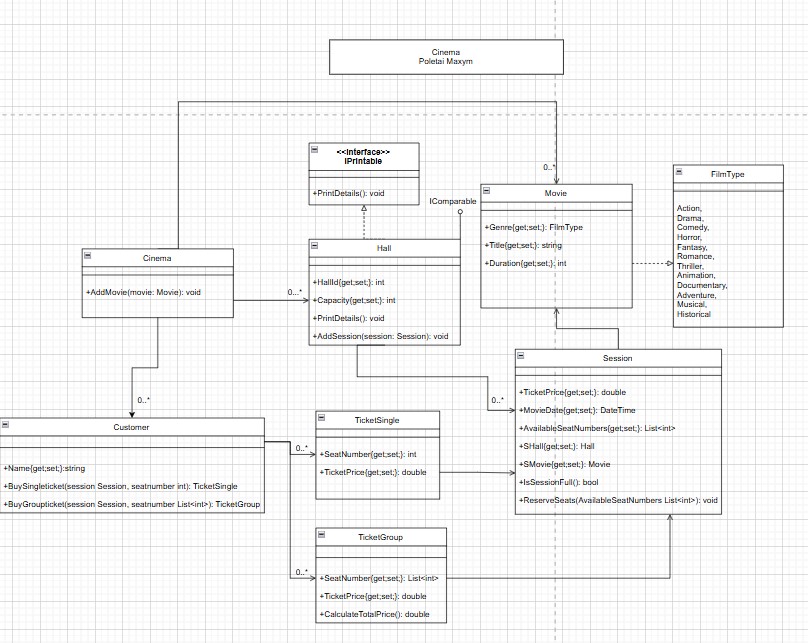 Cinema
Poletai Maxym
<<Interface>>
IPrintable
+PrintDetails(): void
IComparable
0..*
Movie
+Genre{get;set;}: FilmType
+Title{get;set;}: string
+Duration{get;set;}: int
FilmType
Action,
Drama,
Comedy,
Horror,
Fantasy,
Romance,
Thriller,
Animation,
Documentary,
Adventure,
Musical,
Historical
Cinema
+AddMovie(movie: Movie): void
0...*
Hall
+HallId{get;set;}: int
+Capacity{get;set;}: int
+PrintDetails(): void
+AddSession(session: Session): void
0..*
0..*
Session
+TicketPrice{get;set;}: double
+MovieDate{get;set;}: DateTime
+AvailableSeatNumbers{get;set;}: List<int>
+SHall{get;set;}: Hall
+SMovie{get;set;}: Movie
+IsSessionFull(): bool
+ReserveSeats(AvailableSeatNumbers List<int>): void
Customer
+Name{get;set;}:string
+BuySingleticket(session Session, seatnumber int): TicketSingle
+BuyGroupticket(session Session, seatnumber List<int>): TicketGroup
0..*
TicketSingle
+SeatNumber{get;set;}: int
+TicketPrice{get;set;}: double
0..*
TicketGroup
+SeatNumber{get;set;}: List<int>
+TicketPrice{get;set;}: double
+CalculateTotalPrice(): double